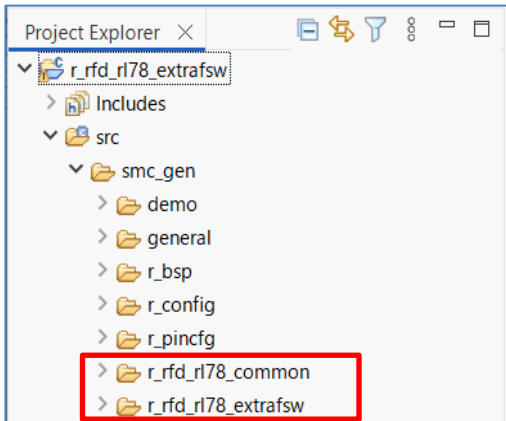 Project Explorer
r_rfd_rl78_extrafsw
Includes
src
smc_gen
demo
general
r_bsp
r_config
r_pincfg
r_rfd_rl78_common
r_rfd_rl78_extrafsw